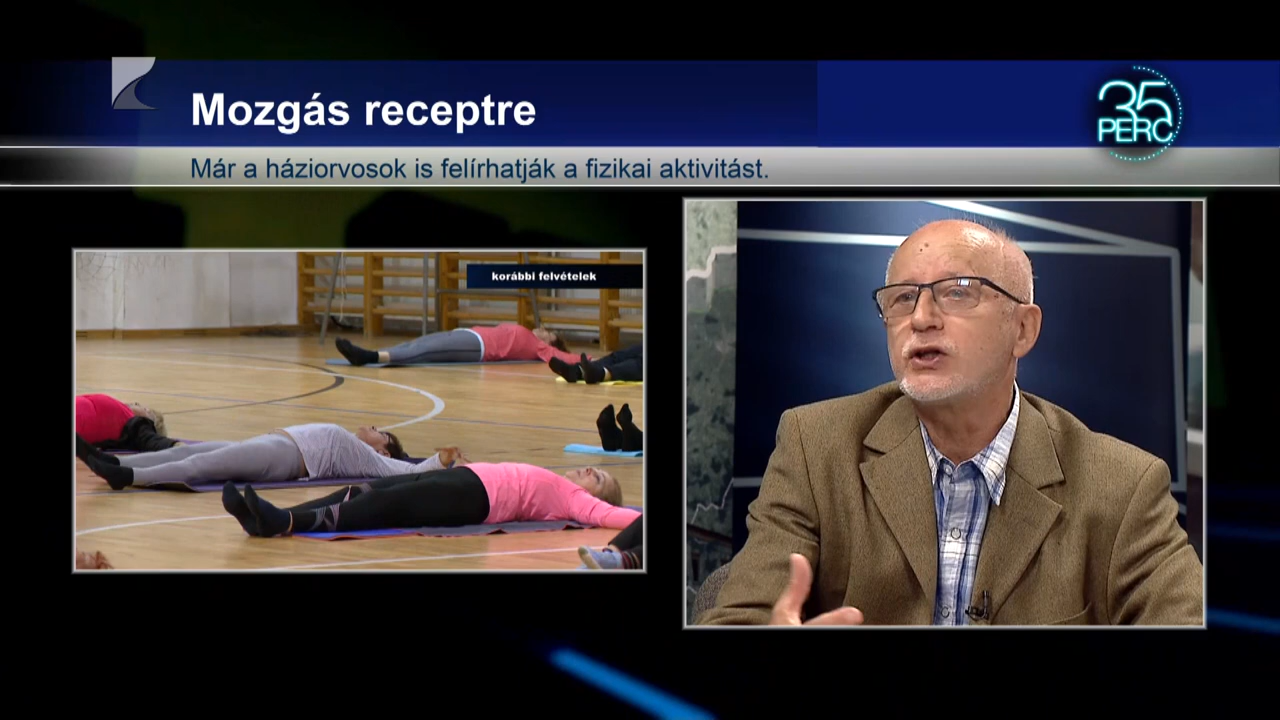 Mozgás receptre
35
PERC
Már a háziorvosok is felírhatják a fizikai aktivitást.
korábbi felvételek